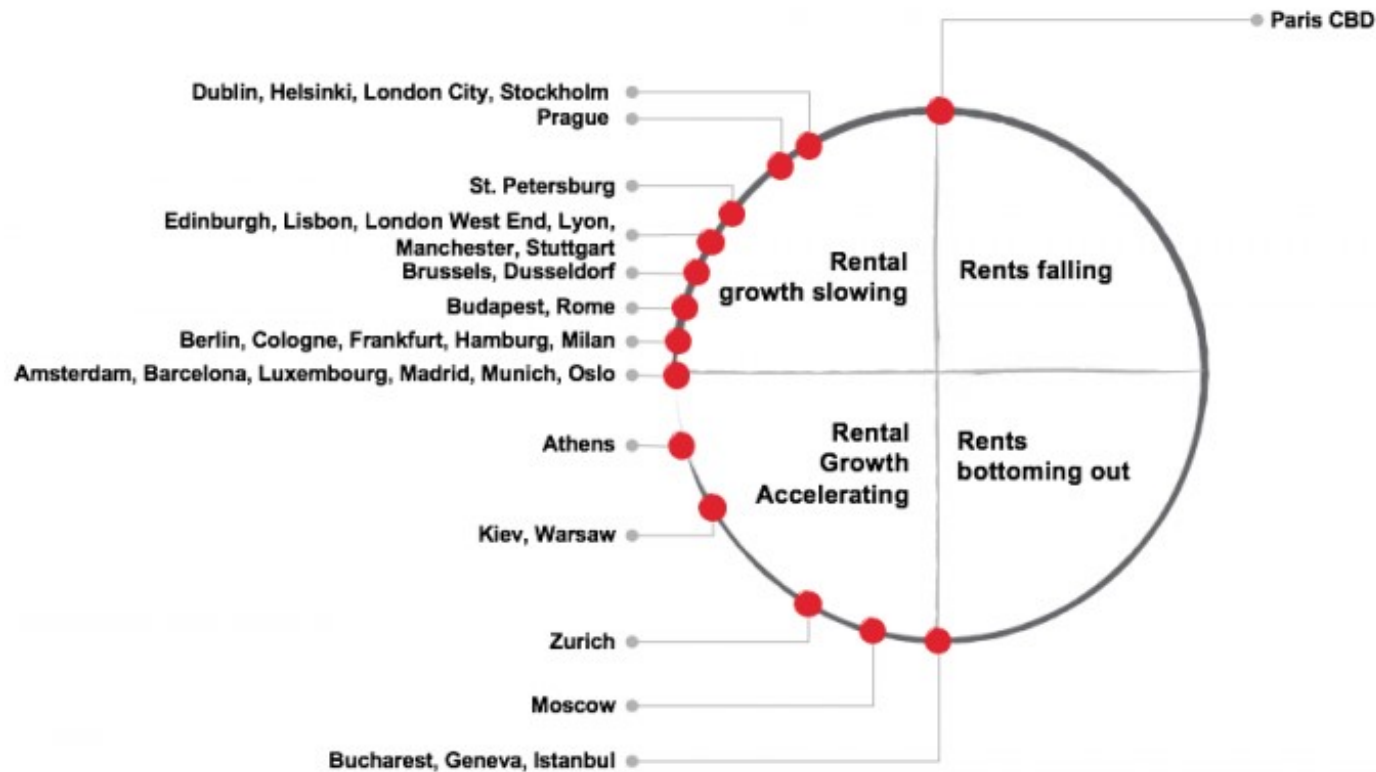 Paris CBD
Dublin, Helsinki, London City, Stockholm
Prague
St. Petersburg
Edinburgh, Lisbon, London West End, Lyon,
Manchester, Stuttgart
Brussels, Dusseldorf
Budapest, Rome
Berlin, Cologne, Frankfurt, Hamburg, Milan
Amsterdam, Barcelona, Luxembourg, Madrid, Munich, Oslo
Athens
Kiev, Warsaw
Zurich
Moscow
Bucharest, Geneva, Istanbul
Rental
growth slowing
Rents falling
Rental
Growth
Accelerating
Rents
bottoming out